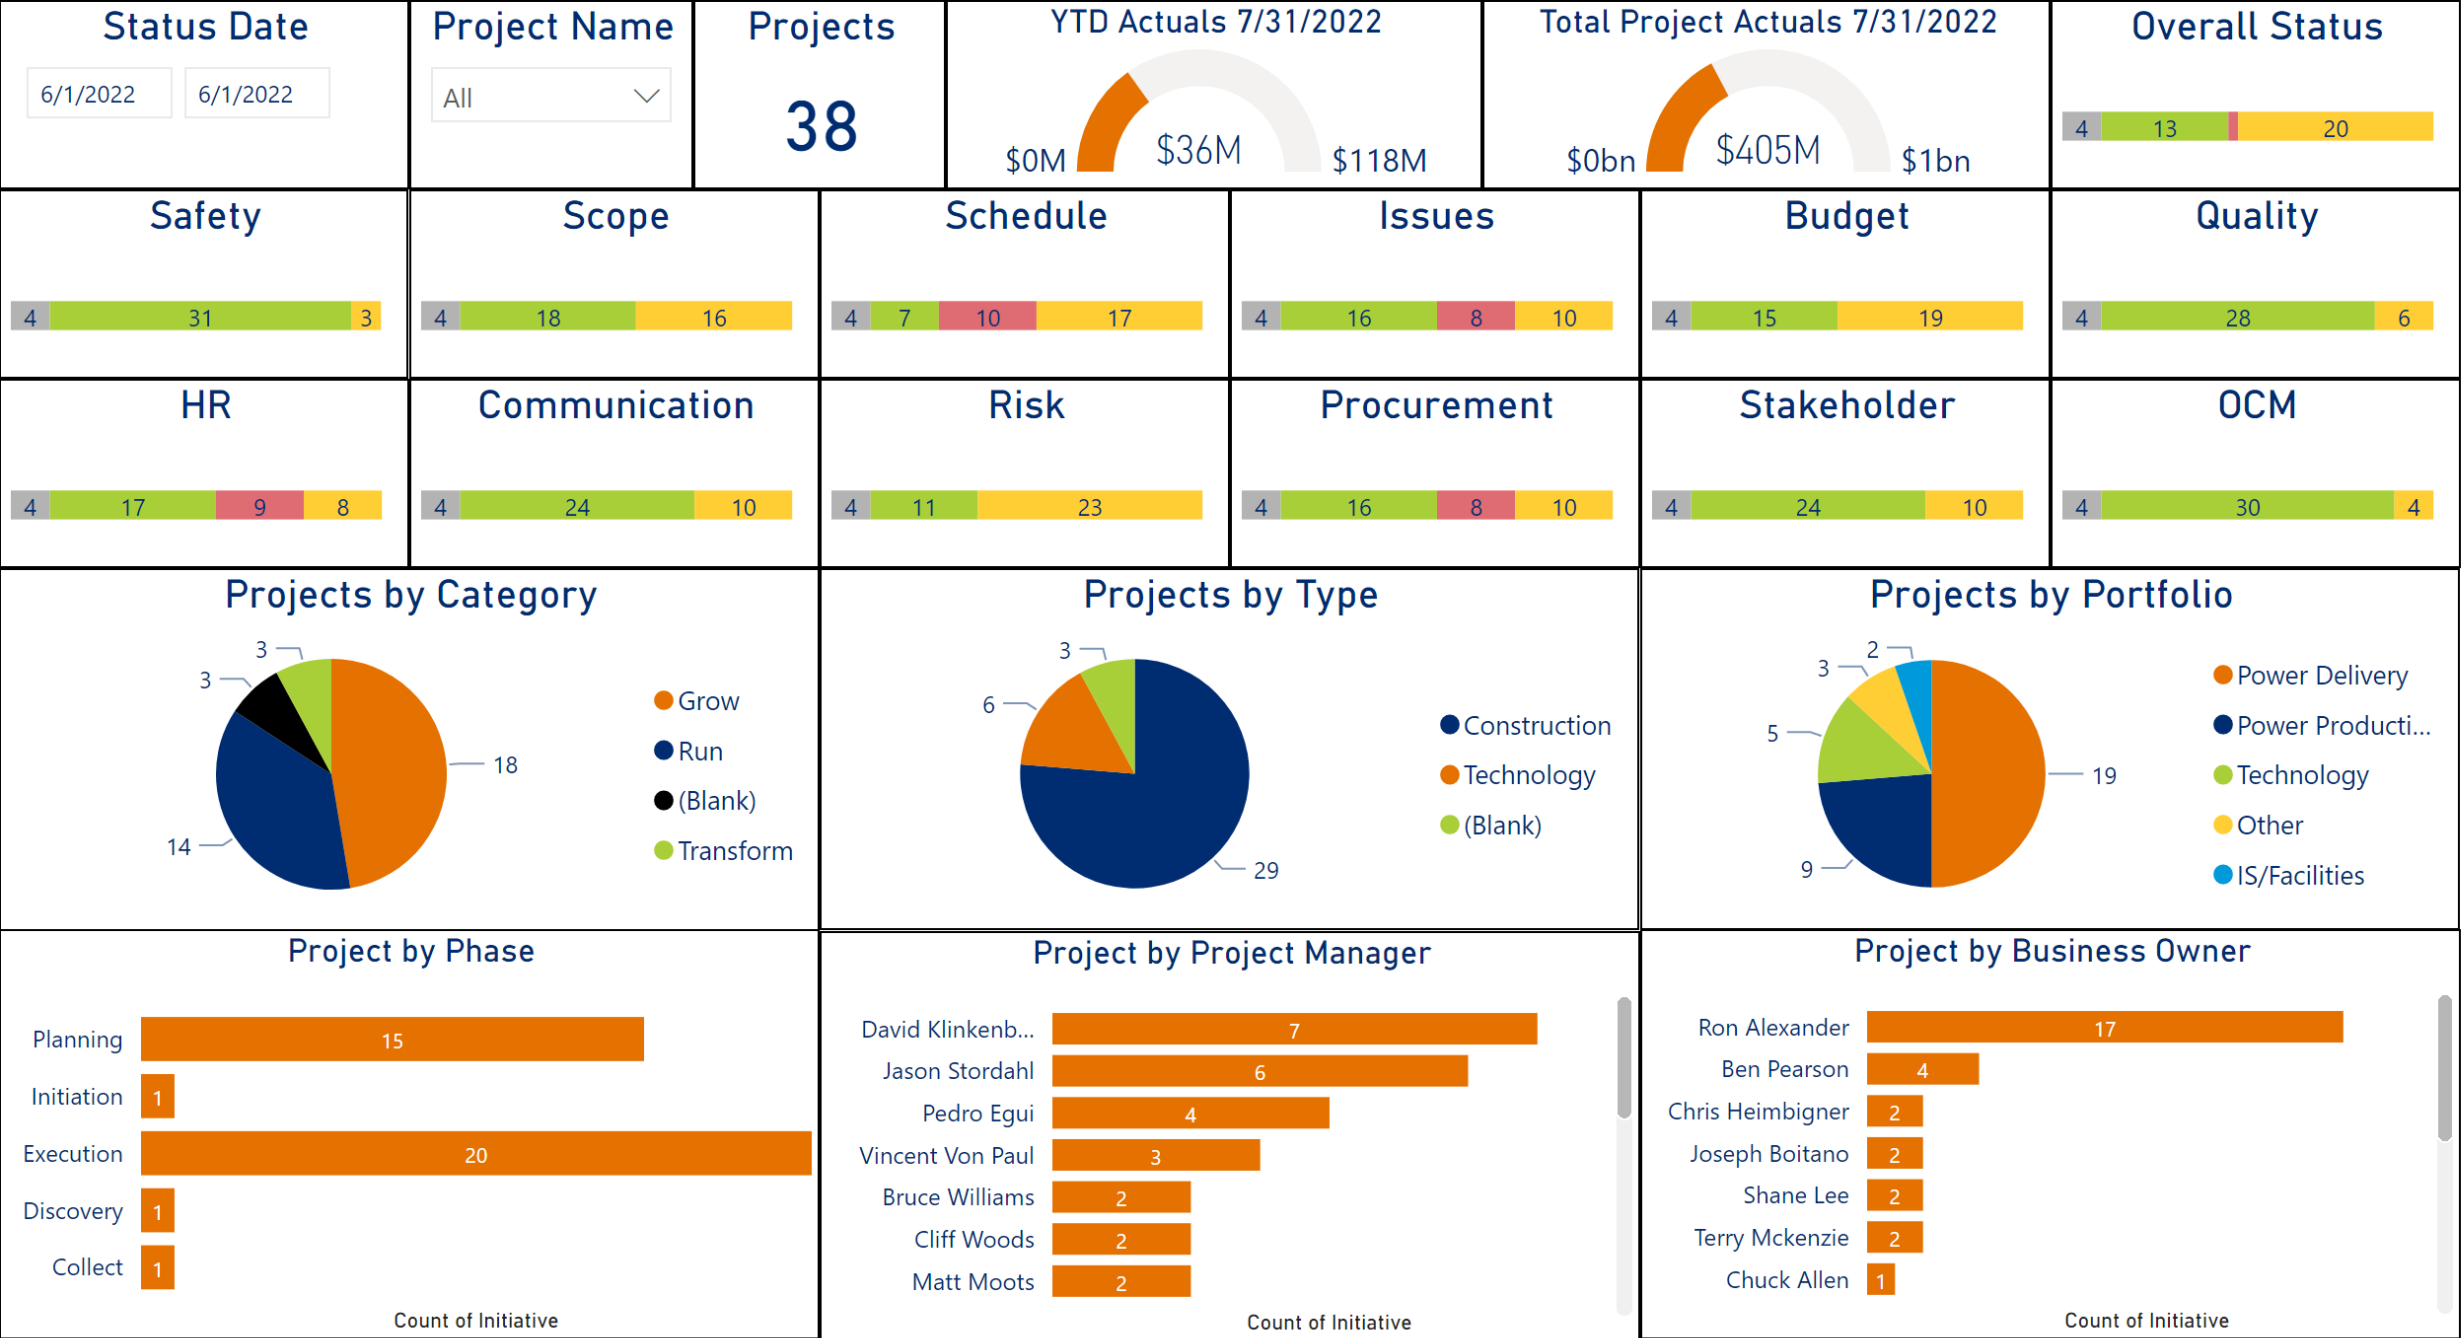 Status Date
6/1/2022
6/1/2022
Project Name
All
Projects
38
YTD Actuals 7/31/2022
$0M
$36M
$118M
Total Project Actuals 7/31/2022
$0bn
$405M
$1bn
Overall Status
4
13
20
Safety
4
31
3
Scope
4
18
16
Schedule
4
7
10
17
Issues
4
16
8
10
Budget
4
15
19
Quality
4
28
6
HR
4
17
9
8
Communication
4
24
10
Risk
4
11
23
Procurement
4
16
8
10
Stakeholder
4
24
10
OCM
4
30
4
Projects by Category
3
3
18
14
Grow
Run
(Blank)
Transform
Projects by Type
3
6
29
Construction
Technology
(Blank)
Projects by Portfolio
2
3
5
19
9
Power Delivery
Power Producti...
Technology
Other
IS/Facilities
Project by Phase
Planning
15
Initiation
1
Execution
20
Discovery
1
Collect
1
Count of Initiative
Project by Project Manager
David Klinkenb...
7
Jason Stordahl
6
Pedro Egui
4
Vincent Von Paul
3
Bruce Williams
2
Cliff Woods
2
Matt Moots
2
Count of Initiative
Project by Business Owner
Ron Alexander
17
Ben Pearson
4
Chris Heimbigner
2
Joseph Boitano
2
Shane Lee
2
Terry Mckenzie
2
Chuck Allen
1
Count of Initiative